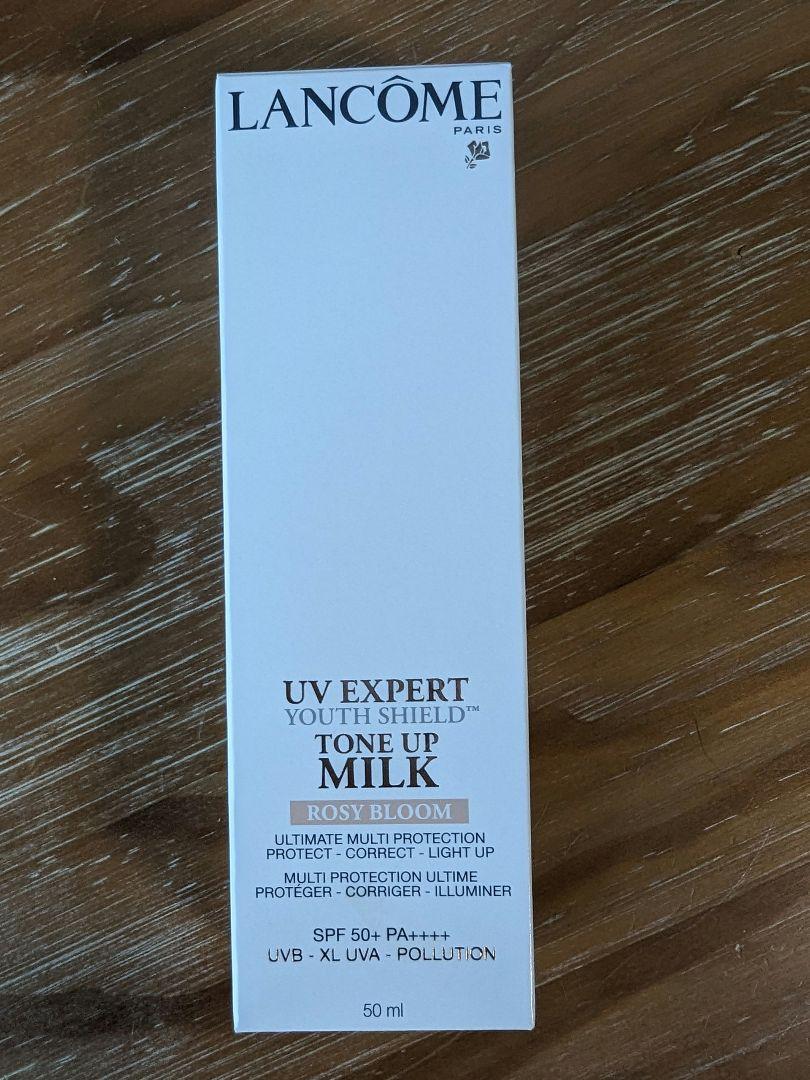 LANCÔME
PARIS
UV EXPERT
YOUTH SHIELD™
TONE UP
MILK
ROSY BLOOM
ULTIMATE MULTI PROTECTION
PROTECT - CORRECT - LIGHT UP
MULTI PROTECTION ULTIME
PROTÉGER - CORRIGER - ILLUMINER
SPF 50+ PA++++
UVB - XL UVA - POLLUTION
50 ml